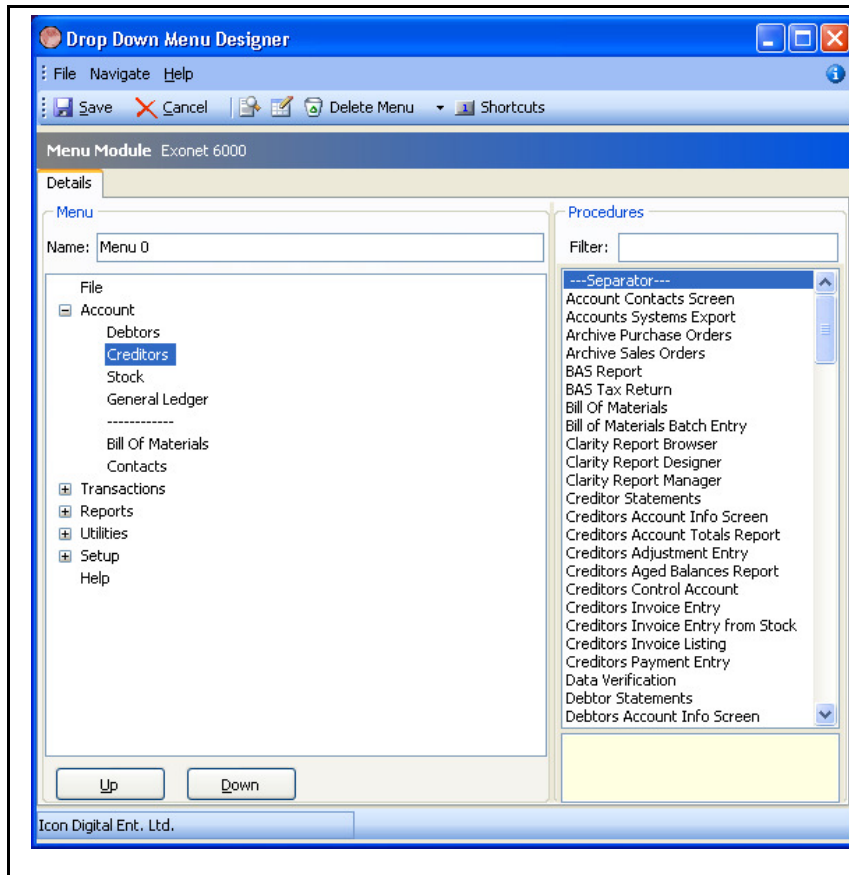 Drop Down Menu Designer
File Navigate Help
Save Cancel Delete Menu Shortcuts
Menu Module Exonet 6000
Details
Menu
Name: Menu 0
File
Account
Debtors
Creditors
Stock
General Ledger
------------
Bill Of Materials
Contacts
Transactions
Reports
Utilities
Setup
Help
Up Down
Procedures
Filter:
---Separator---
Account Contacts Screen
Accounts Systems Export
Archive Purchase Orders
Archive Sales Orders
BAS Report
BAS Tax Return
Bill Of Materials
Bill of Materials Batch Entry
Clarity Report Browser
Clarity Report Designer
Clarity Report Manager
Creditor Statements
Creditors Account Info Screen
Creditors Account Totals Report
Creditors Adjustment Entry
Creditors Aged Balances Report
Creditors Control Account
Creditors Invoice Entry
Creditors Invoice Entry from Stock
Creditors Invoice Listing
Creditors Payment Entry
Data Verification
Debtor Statements
Debtors Account Info Screen
Icon Digital Ent. Ltd.